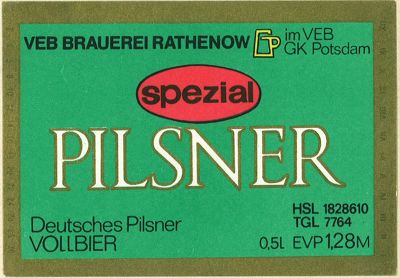 VEB BRAUEREI RATHENOW
im VEB
GK Potsdam
spezial
PILSNER
Deutsches Pilsner
VOLLBIER
HSL 1828610
TGL 7764
0,5l EVP 1,28M